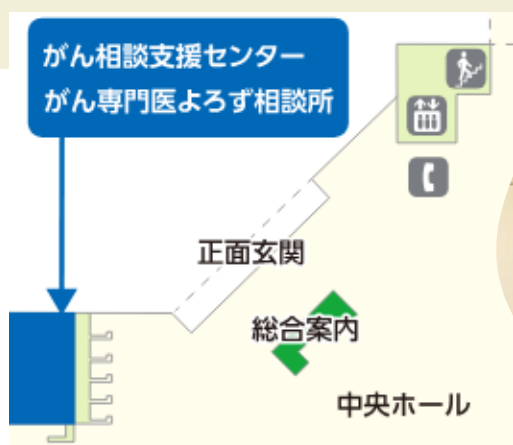 がん相談支援センター
がん専門医よろず相談所
正面玄関
総合案内
中央ホール